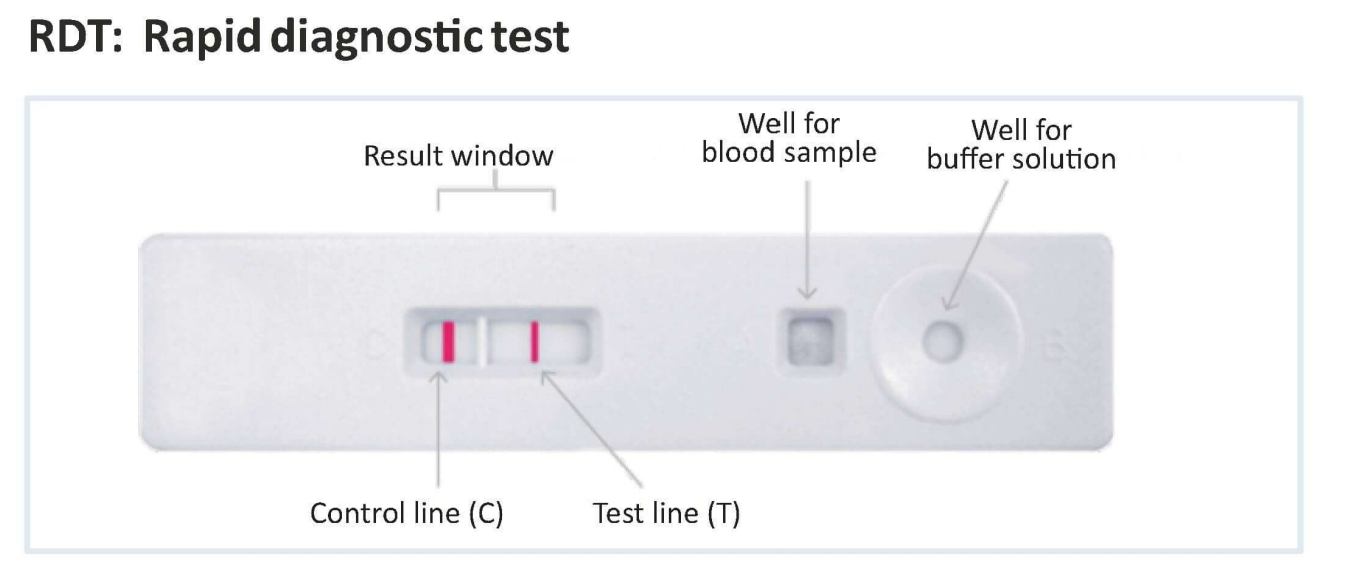 RDT: Rapid diagnostic test
Result window
Well for
blood sample
Well for
buffer solution
Control line (C)
Test line (T)